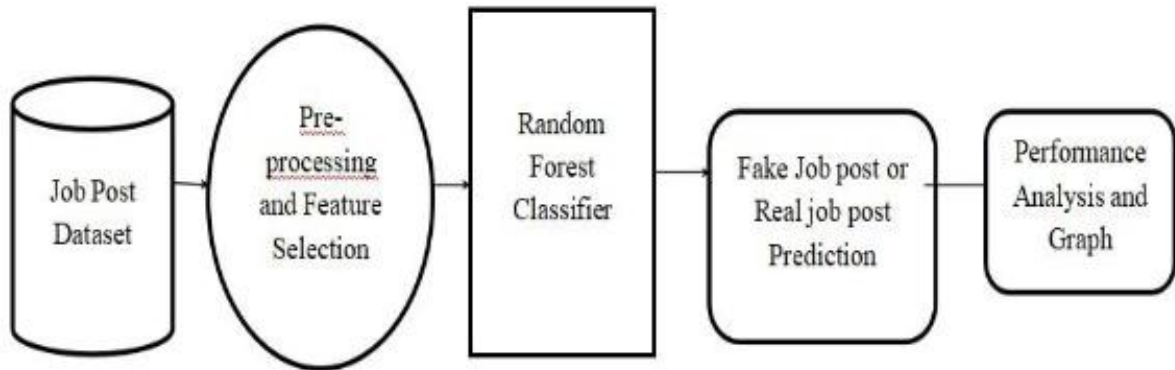 Job Post
Dataset
Pre-
processing
and Feature
Selection
Random
Forest
Classifier
Fake Job post or
Real job post
Prediction
Performance
Analysis and
Graph